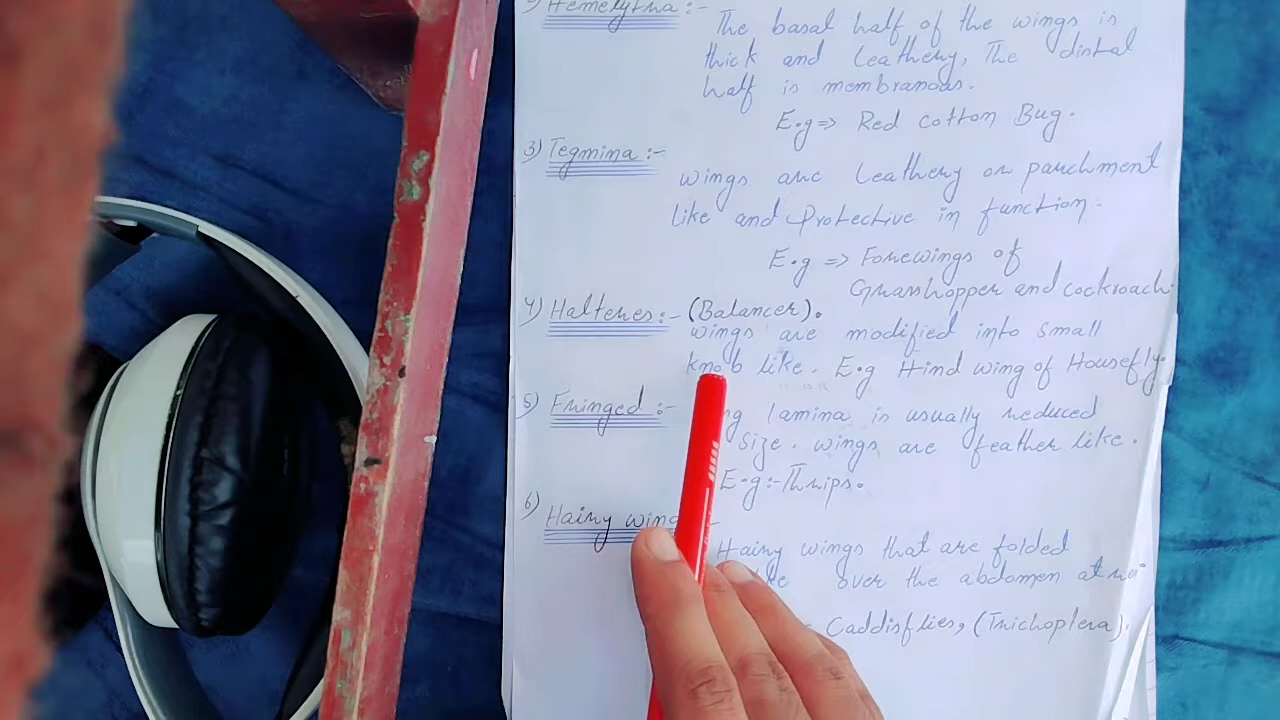 Hemelytra :-
The basal half of the wings is
thick and leathery, The distal
half is membranous.
E.g => Red cotton Bug.
3) Tegmina :-
wings are leathery or parchment
like and protective in function.
E.g => Forewings of
Grasshopper and cockroach.
4) Halteres :- (Balancer).
wings are modified into small
knob like. E.g Hind wing of Housefly.
5) Fringed :- lamina is usually reduced
size. wings are feather like.
E.g :- Thrips.
6) Hairy wing
Hairy wings that are folded
over the abdomen at
Caddisflies, (Trichoptera).